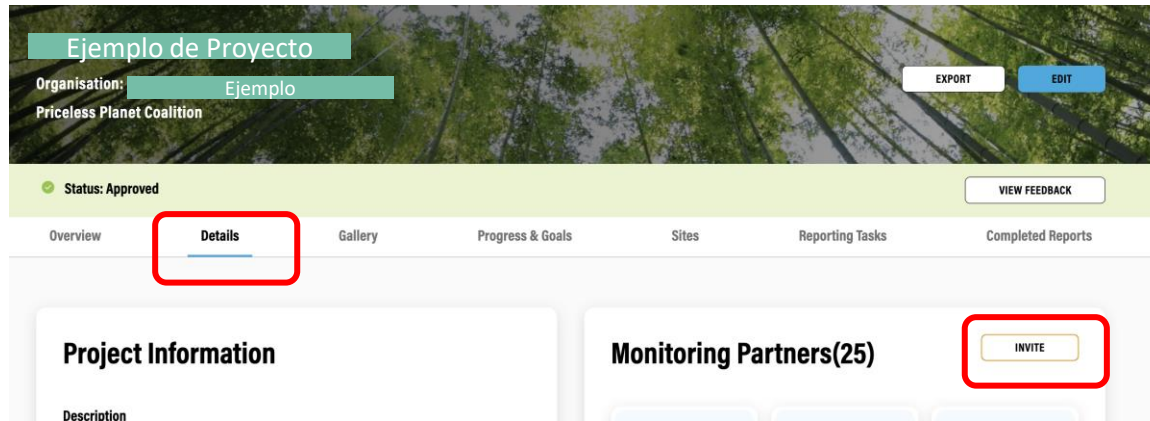 Ejemplo de Proyecto
Organisation: Ejemplo
Priceless Planet Coalition
EXPORT EDIT
Status: Approved
VIEW FEEDBACK
Overview Details Gallery Progress & Goals Sites Reporting Tasks Completed Reports
Project Information
Monitoring Partners(25)
INVITE
Description